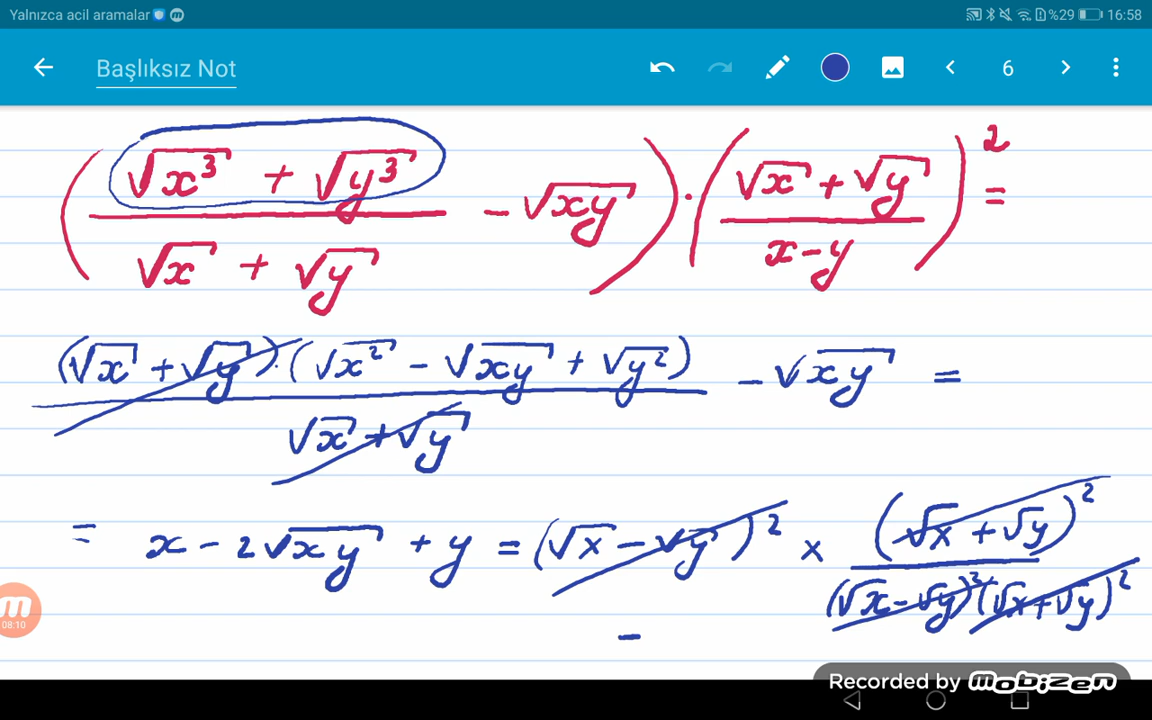 Yalnızca acil aramalar %29 16:58
Başlıksız Not 6
(√x³ + √y³ / √x + √y - √xy) · (√x + √y / x-y)² =
(√x + √y) · (√x² - √xy + √y²) / √x + √y - √xy =
= x - 2√xy + y = (√x - √y)² × (√x + √y)² / (√x - √y)² (√x + √y)²
=
08:10
Recorded by mobizen